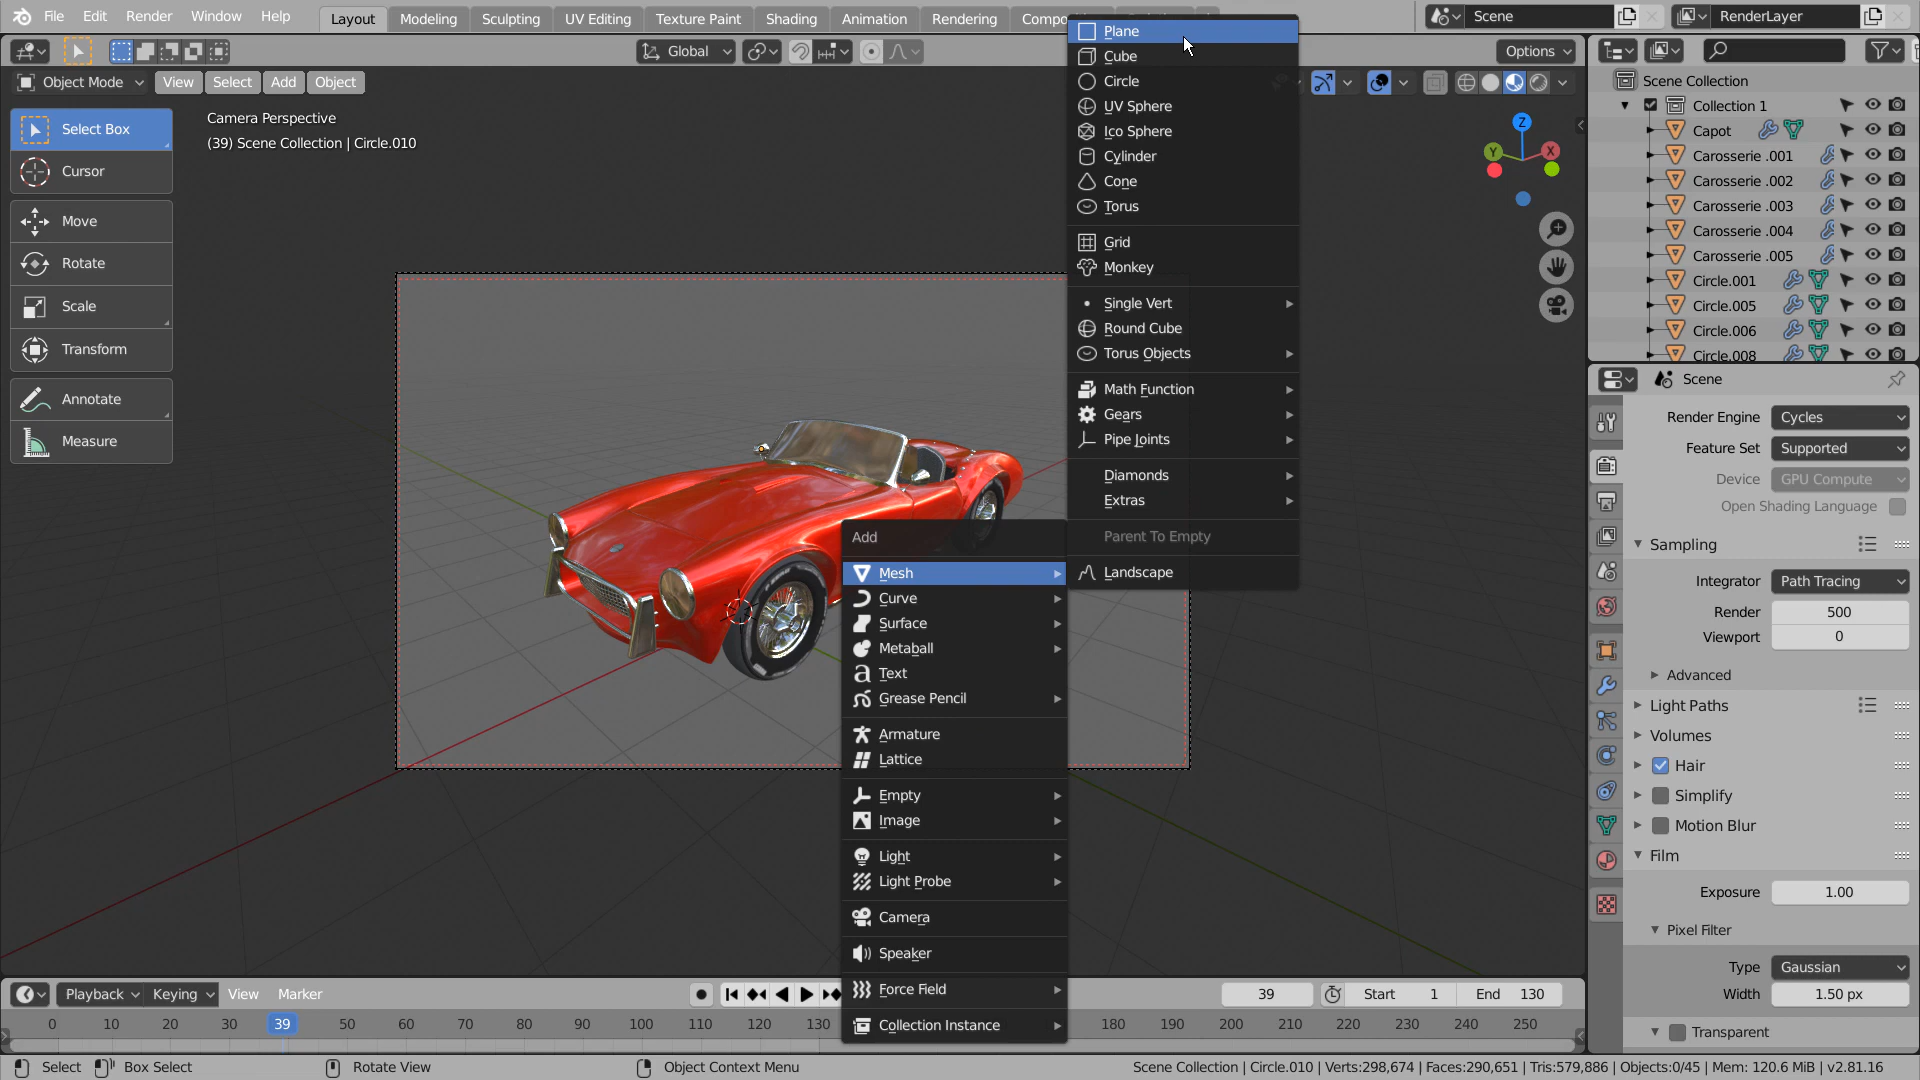 File Edit Render Window Help Layout Modeling Sculpting UV Editing Texture Paint Shading Animation Rendering Scene RenderLayer
Global Options
Object Mode View Select Add Object
Select Box
Cursor
Move
Rotate
Scale
Transform
Annotate
Measure
Camera Perspective
(39) Scene Collection | Circle.010
Z
Y
X
Plane
Cube
Circle
UV Sphere
Ico Sphere
Cylinder
Cone
Torus
Grid
Monkey
Single Vert
Round Cube
Torus Objects
Math Function
Gears
Pipe Joints
Diamonds
Extras
Parent To Empty
Landscape
Add
Mesh
Curve
Surface
Metaball
Text
Grease Pencil
Armature
Lattice
Empty
Image
Light
Light Probe
Camera
Speaker
Force Field
Collection Instance
Scene Collection
Collection 1
Capot
Carosserie .001
Carosserie .002
Carosserie .003
Carosserie .004
Carosserie .005
Circle.001
Circle.005
Circle.006
Circle.008
Scene
Render Engine Cycles
Feature Set Supported
Device GPU Compute
Open Shading Language
Sampling
Integrator Path Tracing
Render 500
Viewport 0
Advanced
Light Paths
Volumes
Hair
Simplify
Motion Blur
Film
Exposure 1.00
Pixel Filter
Type Gaussian
Width 1.50 px
Transparent
Playback Keying View Marker 39 Start 1 End 130
0 10 20 30 39 50 60 70 80 90 100 110 120 130 180 190 200 210 220 230 240 250
Select Box Select Rotate View Object Context Menu Scene Collection | Circle.010 | Verts:298,674 | Faces:290,651 | Tris:579,886 | Objects:0/45 | Mem: 120.6 MiB | v2.81.16